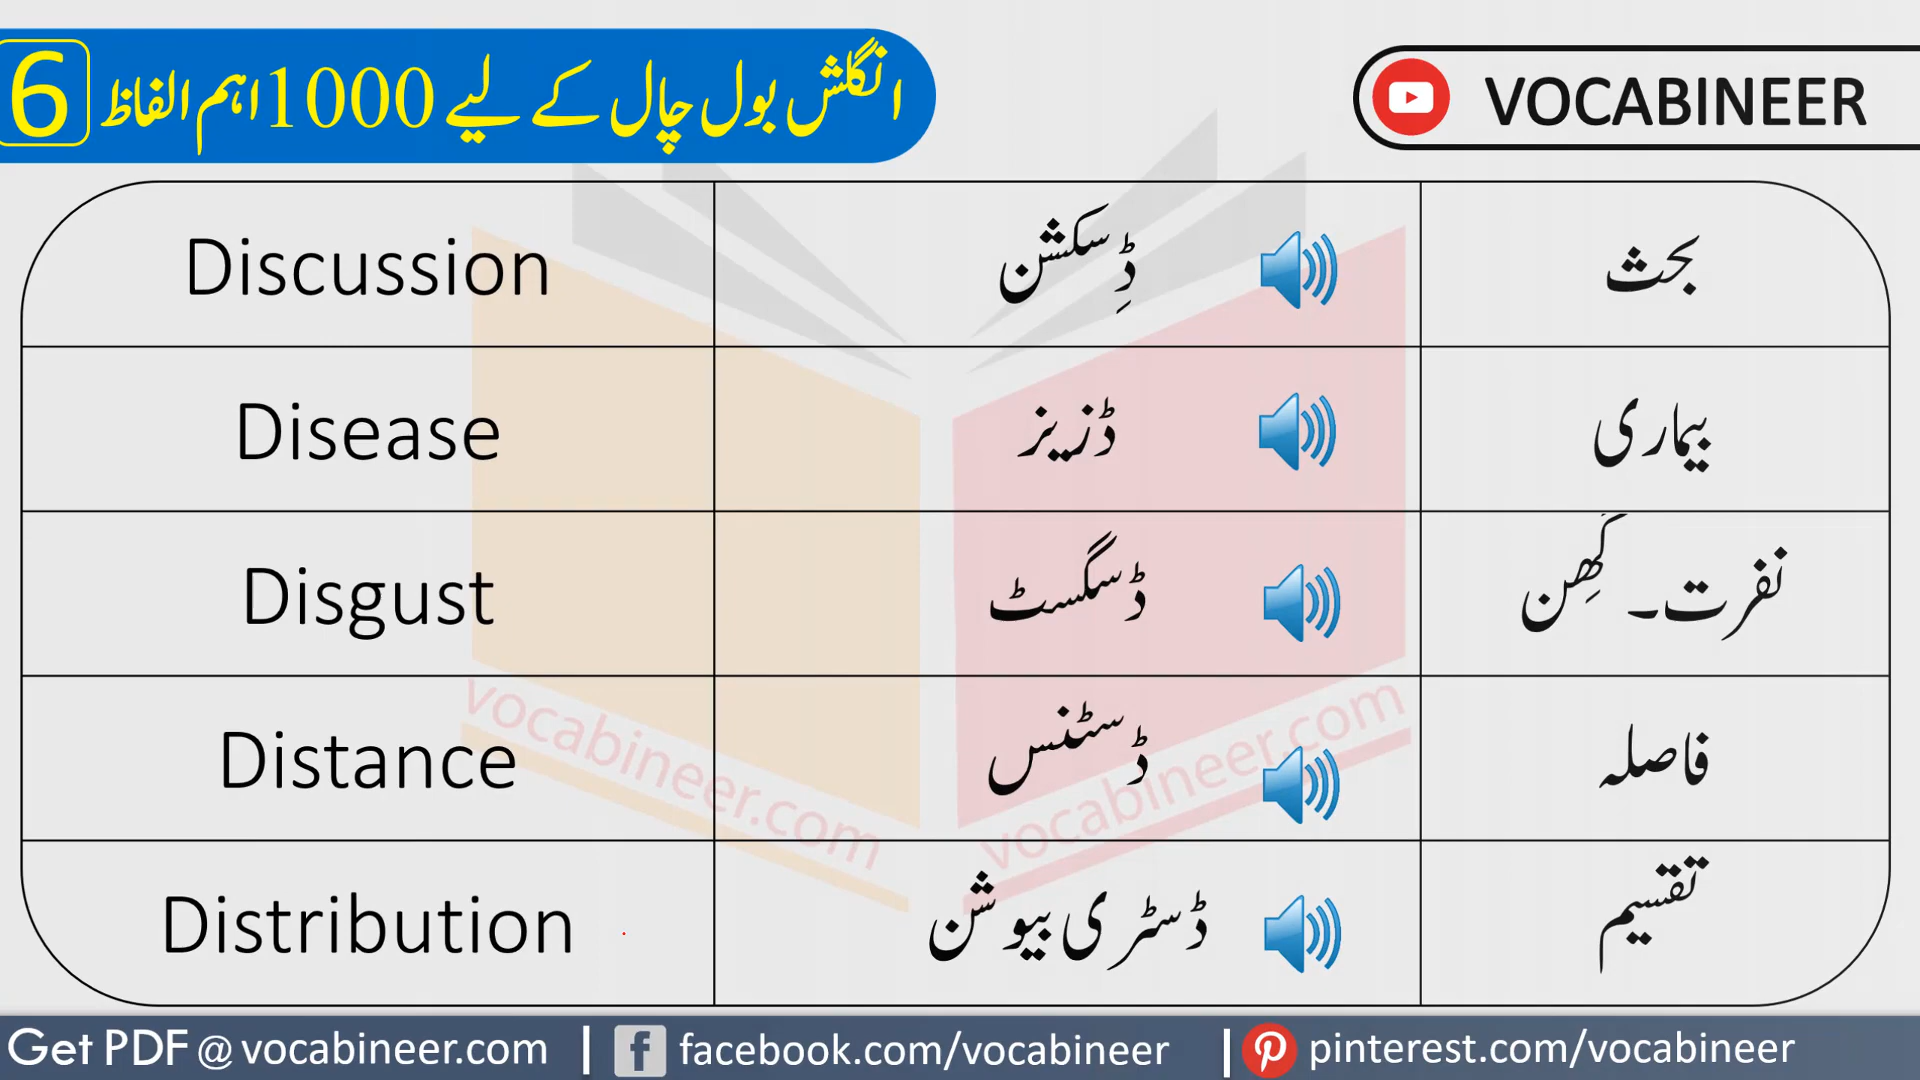 انگلش بول چال کے لیے 1000 اہم الفاظ 6
VOCABINEER
Discussion ڈِسکشن بحث
Disease ڈزیز بیماری
Disgust ڈسگسٹ نفرت۔ گھِن
Distance ڈسٹنس فاصلہ
Distribution ڈسٹری بیوشن تقسیم
vocabineer.com vocabineer.com
Get PDF @ vocabineer.com | facebook.com/vocabineer | pinterest.com/vocabineer